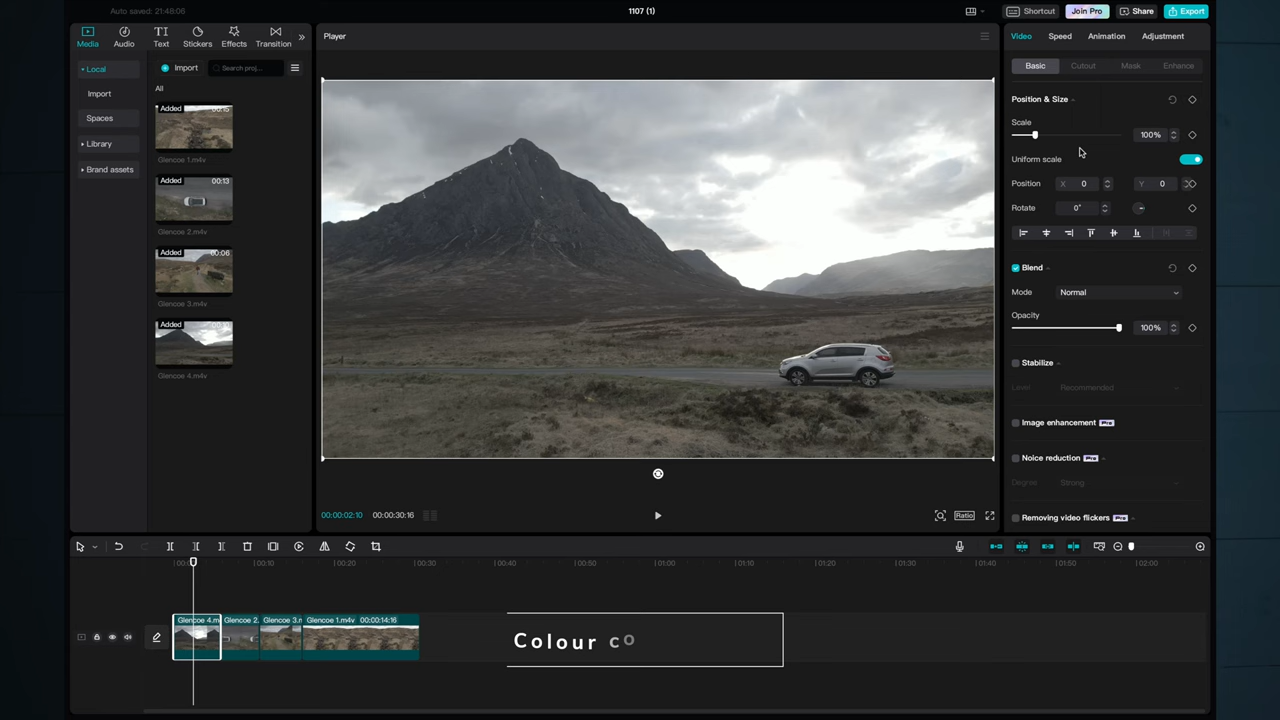 Auto saved: 21:48:06
1107 (1)
Shortcut
Join Pro
Share
Export
Media
Audio
Text
Stickers
Effects
Transition
Player
Video
Speed
Animation
Adjustment
Local
Import
Search proj...
Basic
Cutout
Mask
Enhance
Import
All
Spaces
Library
Brand assets
Added
Glencoe 1.m4v
Added
00:13
Glencoe 2.m4v
Added
00:06
Glencoe 3.m4v
Added
Glencoe 4.m4v
Position & Size
Scale
100%
Uniform scale
Position
X 0
Y 0
Rotate
0°
Blend
Mode
Normal
Opacity
100%
Stabilize
Level
Recommended
Image enhancement Pro
Noise reduction Pro
Degree
Strong
Removing video flickers Pro
00:00:02:10
00:00:30:16
Ratio
00:10
00:20
00:30
00:40
00:50
01:00
01:10
01:20
01:30
01:40
01:50
02:00
Glencoe 4.m
Glencoe 2.
Glencoe 3.m
Glencoe 1.m4v 00:00:14:16
Colour co